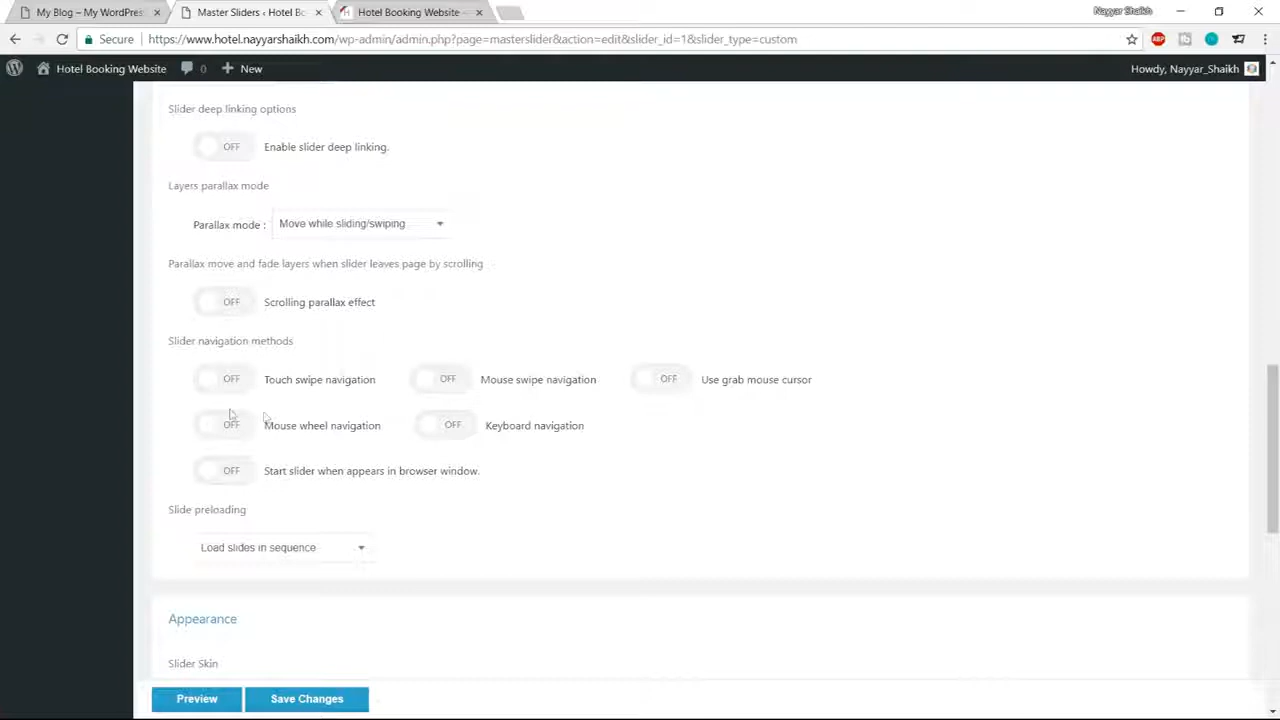 My Blog – My WordPres
Master Sliders ‹ Hotel Bo
Hotel Booking Website –
Nayyar Shaikh
Secure
https://www.hotel.nayyarshaikh.com/wp-admin/admin.php?page=masterslider&action=edit&slider_id=1&slider_type=custom
ABP
Hotel Booking Website
0
New
Howdy, Nayyar_Shaikh
Slider deep linking options
OFF Enable slider deep linking.
Layers parallax mode
Parallax mode : Move while sliding/swiping
Parallax move and fade layers when slider leaves page by scrolling
OFF Scrolling parallax effect
Slider navigation methods
OFF Touch swipe navigation OFF Mouse swipe navigation OFF Use grab mouse cursor
OFF Mouse wheel navigation OFF Keyboard navigation
OFF Start slider when appears in browser window.
Slide preloading
Load slides in sequence
Appearance
Slider Skin
Preview Save Changes